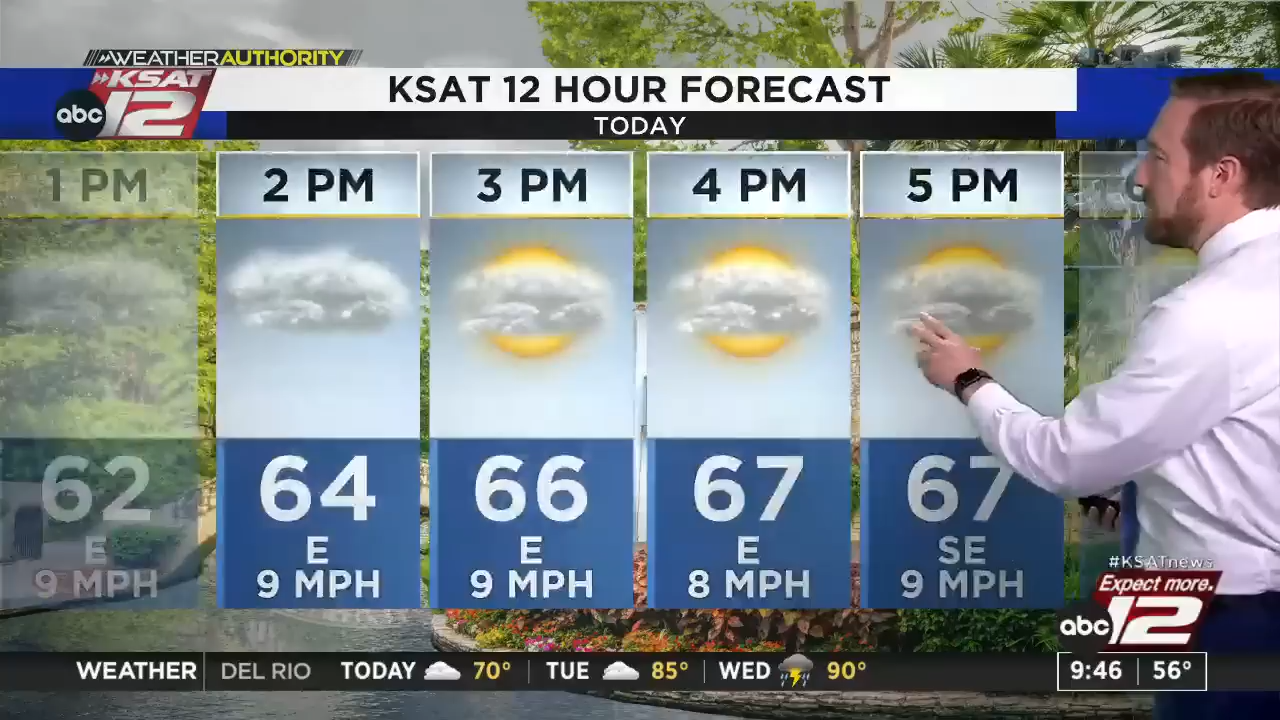 WEATHERAUTHORITY
KSAT
abc 12
KSAT 12 HOUR FORECAST
TODAY
1 PM 2 PM 3 PM 4 PM 5 PM
62 64 66 67 67
E E E E SE
9 MPH 9 MPH 9 MPH 8 MPH 9 MPH
#KSATnews
Expect more.
abc 12
WEATHER DEL RIO TODAY 70° TUE 85° WED 90° 9:46 56°